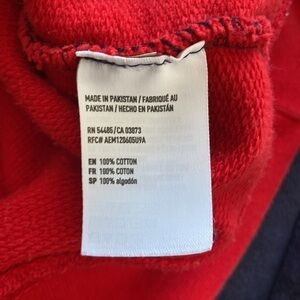 MADE IN PAKISTAN / FABRIQUÉ AU
PAKISTAN / HECHO EN PAKISTÁN
RN 54485 / CA 03873
RFC# AEM128605U9A
EN 100% COTTON
FR 100% COTON
SP 100% algodón